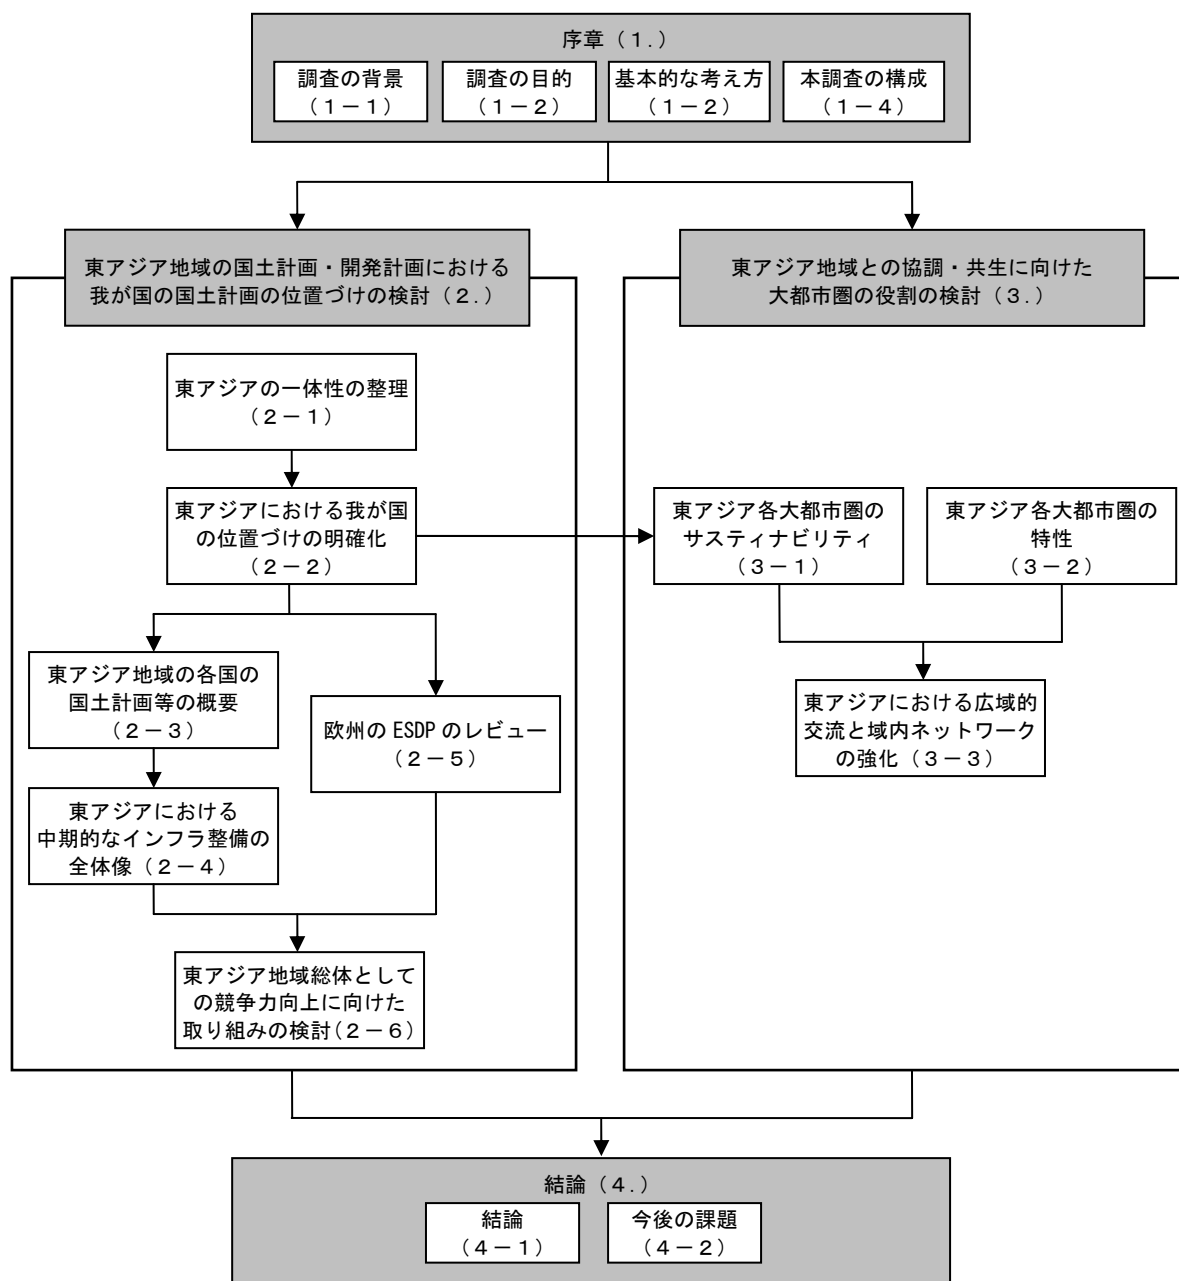 序章（１．）
調査の背景
（１－１）
調査の目的
（１－２）
基本的な考え方
（１－２）
本調査の構成
（１－４）
東アジア地域の国土計画・開発計画における
我が国の国土計画の位置づけの検討（２．）
東アジアの一体性の整理
（２－１）
東アジアにおける我が国
の位置づけの明確化
（２－２）
東アジア地域の各国の
国土計画等の概要
（２－３）
東アジアにおける
中期的なインフラ整備の
全体像（２－４）
欧州の ESDP のレビュー
（２－５）
東アジア地域総体として
の競争力向上に向けた
取り組みの検討（２－６）
東アジア地域との協調・共生に向けた
大都市圏の役割の検討（３．）
東アジア各大都市圏の
サスティナビリティ
（３－１）
東アジア各大都市圏の
特性
（３－２）
東アジアにおける広域的
交流と域内ネットワーク
の強化（３－３）
結論（４．）
結論
（４－１）
今後の課題
（４－２）